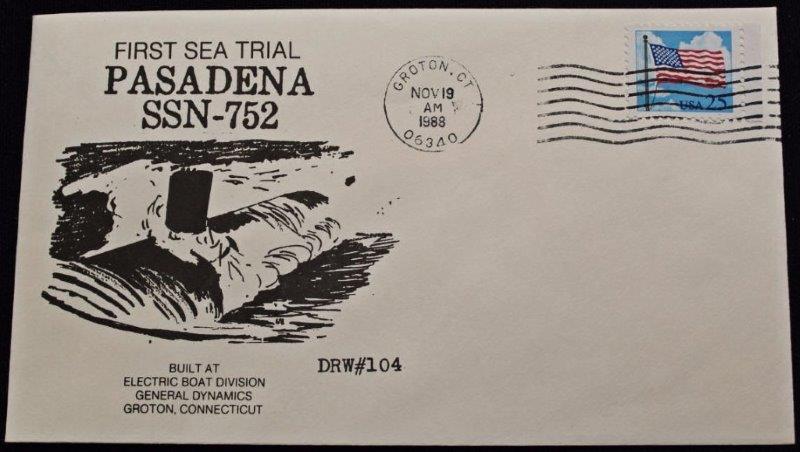 FIRST SEA TRIAL
PASADENA
SSN-752
GROTON, CT
NOV 19
AM
1988
06340
USA 25
BUILT AT
ELECTRIC BOAT DIVISION
GENERAL DYNAMICS
GROTON, CONNECTICUT
DRW#104